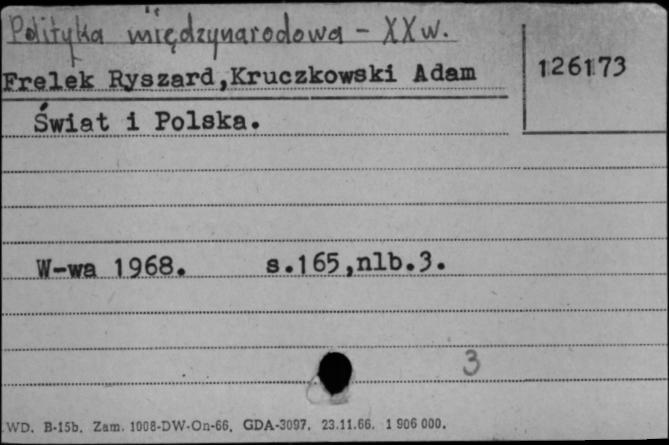 Polityka międzynarodowa - XX w.
Frelek Ryszard, Kruczkowski Adam
126173
Świat i Polska.
W-wa 1968. s.165,nlb.3.
3
WD. B-15b. Zam. 1008-DW-On-66. GDA-3097. 23.11.66. 1 906 000.